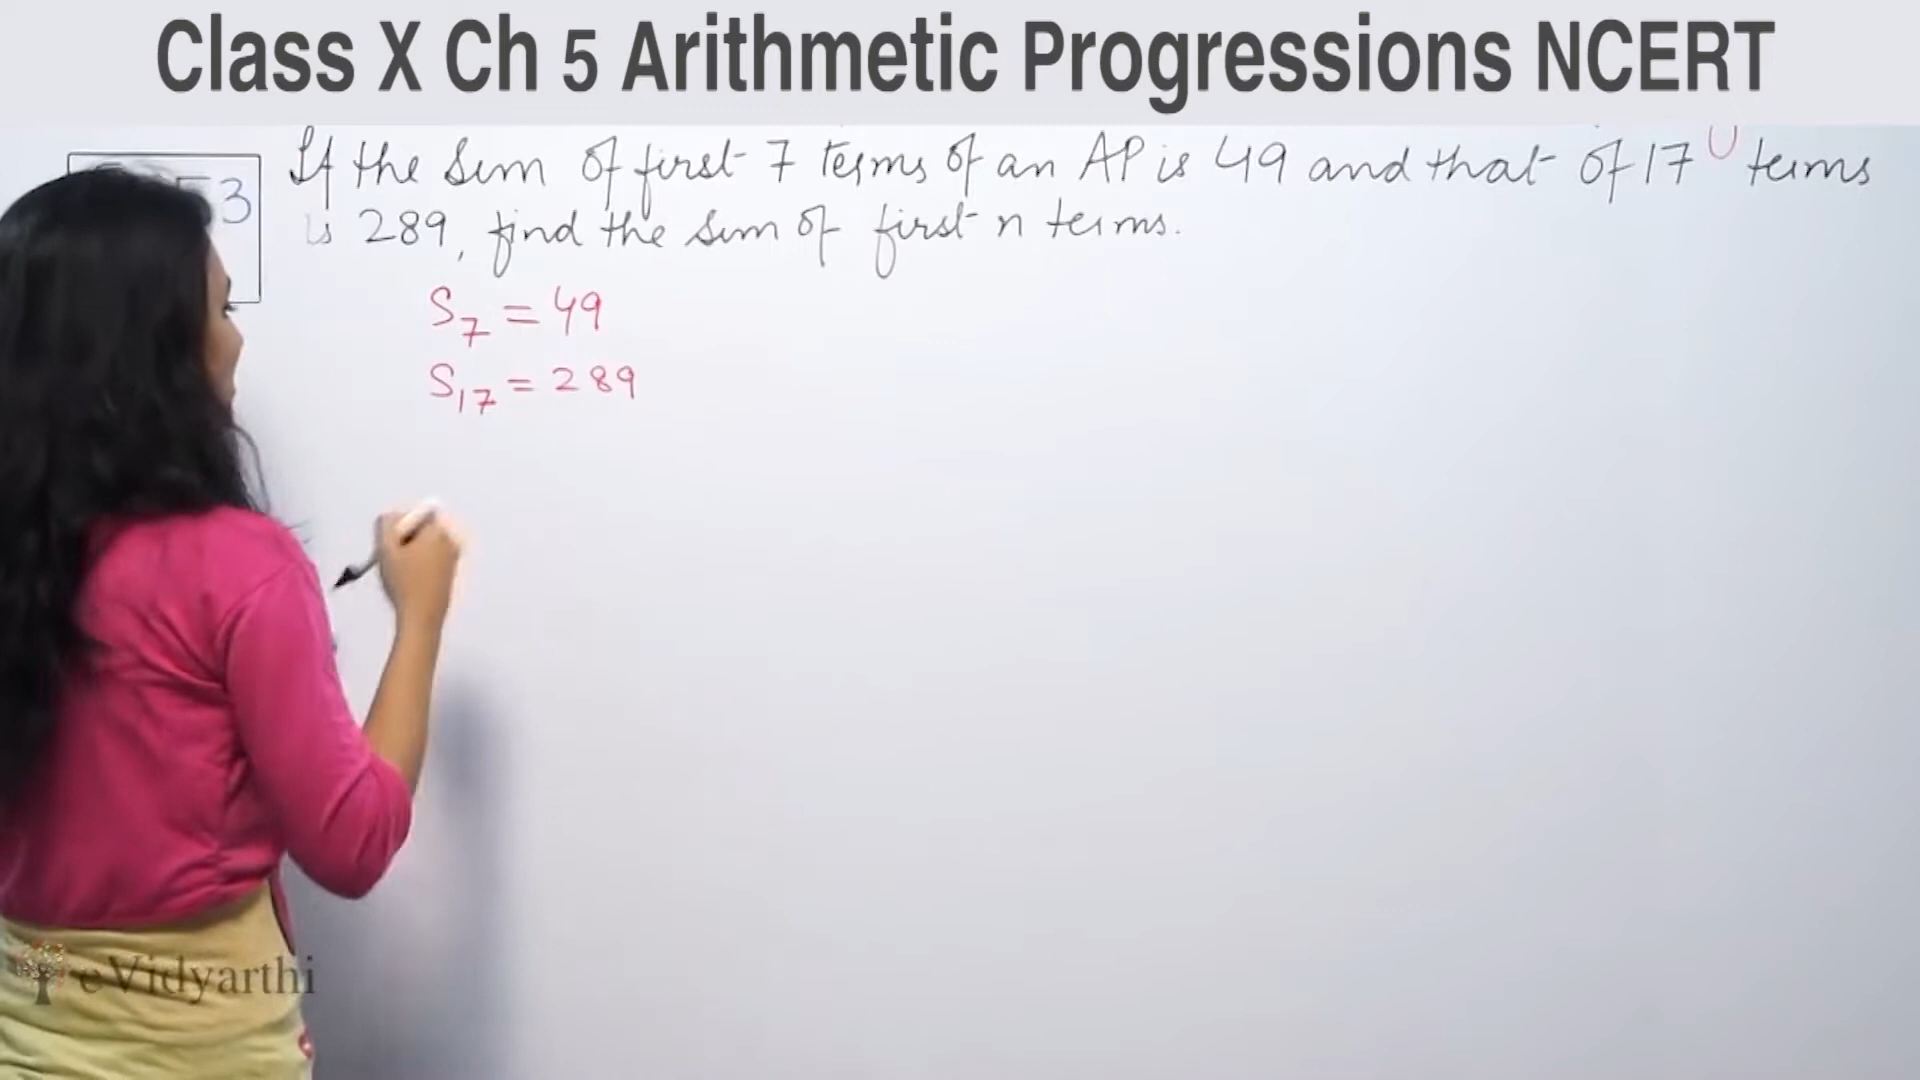 Class X Ch 5 Arithmetic Progressions NCERT
If the Sum of first 7 terms of an AP is 49 and that of 17 terms
is 289, find the sum of first n terms.
S₇ = 49
S₁₇ = 289
eVidyarthi